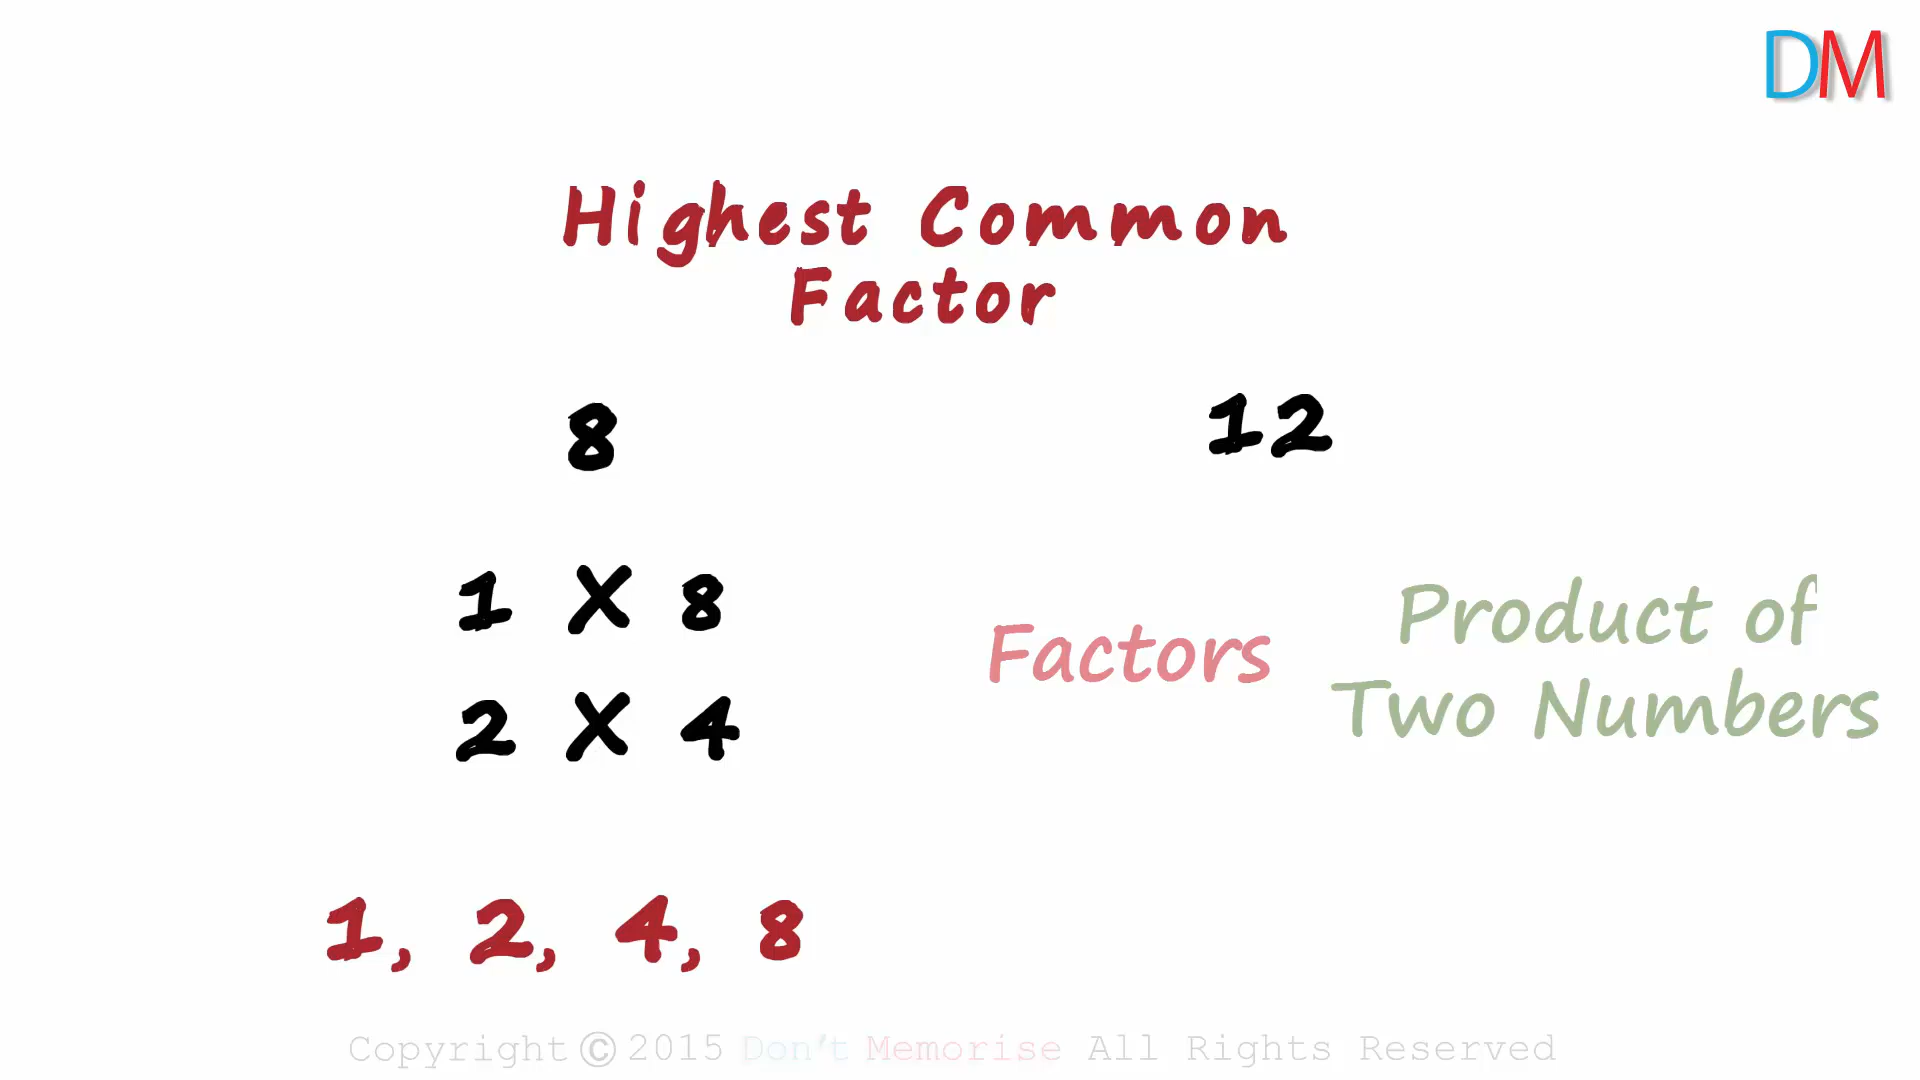 DM
Highest Common
Factor
8
12
1 X 8
2 X 4
Factors
Product of
Two Numbers
1, 2, 4, 8
Copyright © 2015 Don't Memorise All Rights Reserved